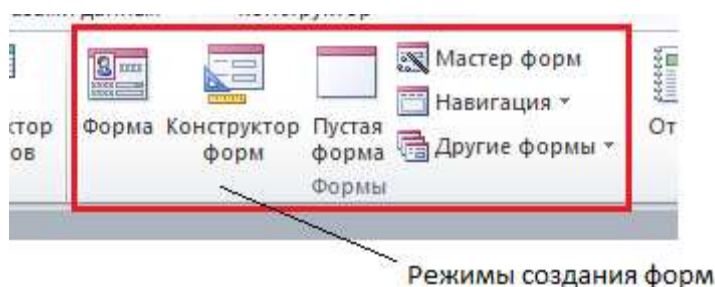 Форма
Конструктор
форм
Пустая
форма
Мастер форм
Навигация
Другие формы
Формы
Режимы создания форм